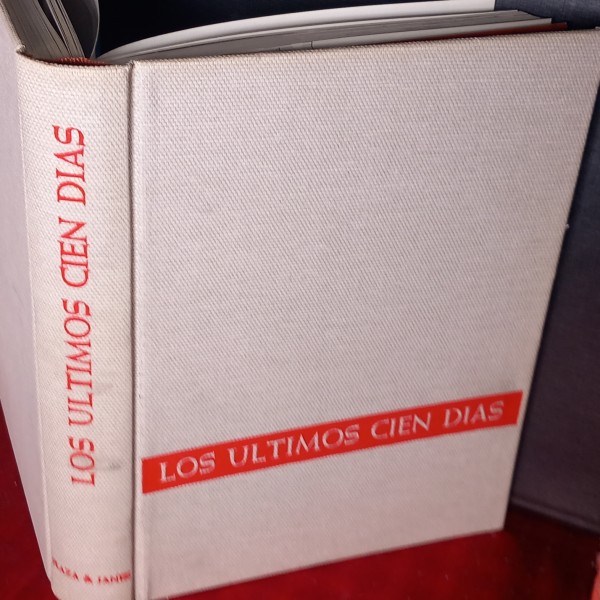 LOS ULTIMOS CIEN DIAS
LOS ULTIMOS CIEN DIAS
PLAZA & JANES